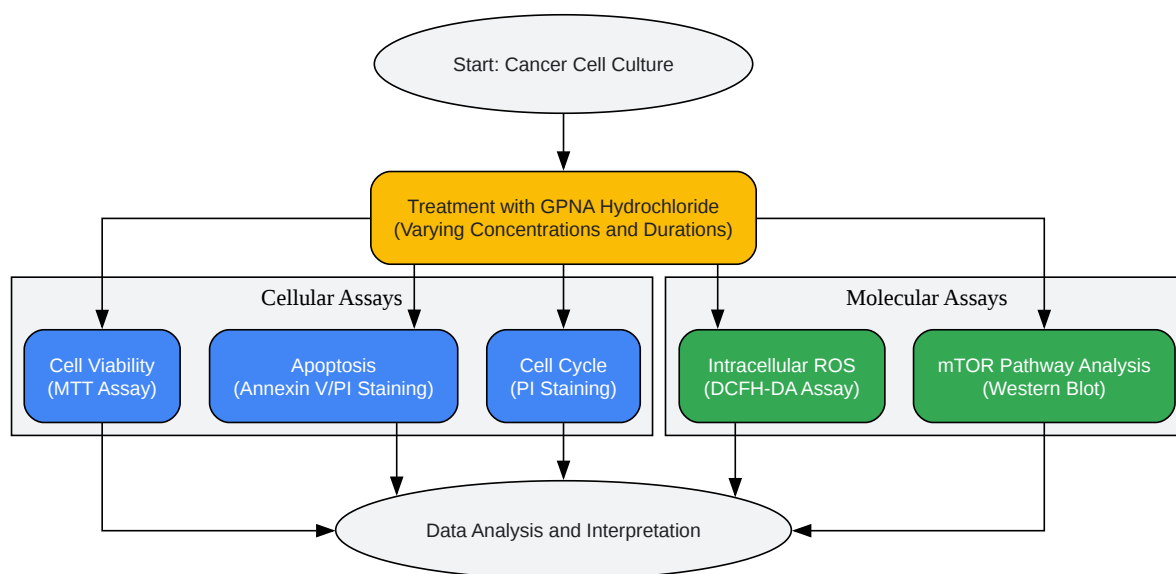 Start: Cancer Cell Culture
Treatment with GPNA Hydrochloride
(Varying Concentrations and Durations)
Cellular Assays
Molecular Assays
Cell Viability
(MTT Assay)
Apoptosis
(Annexin V/PI Staining)
Cell Cycle
(PI Staining)
Intracellular ROS
(DCFH-DA Assay)
mTOR Pathway Analysis
(Western Blot)
Data Analysis and Interpretation